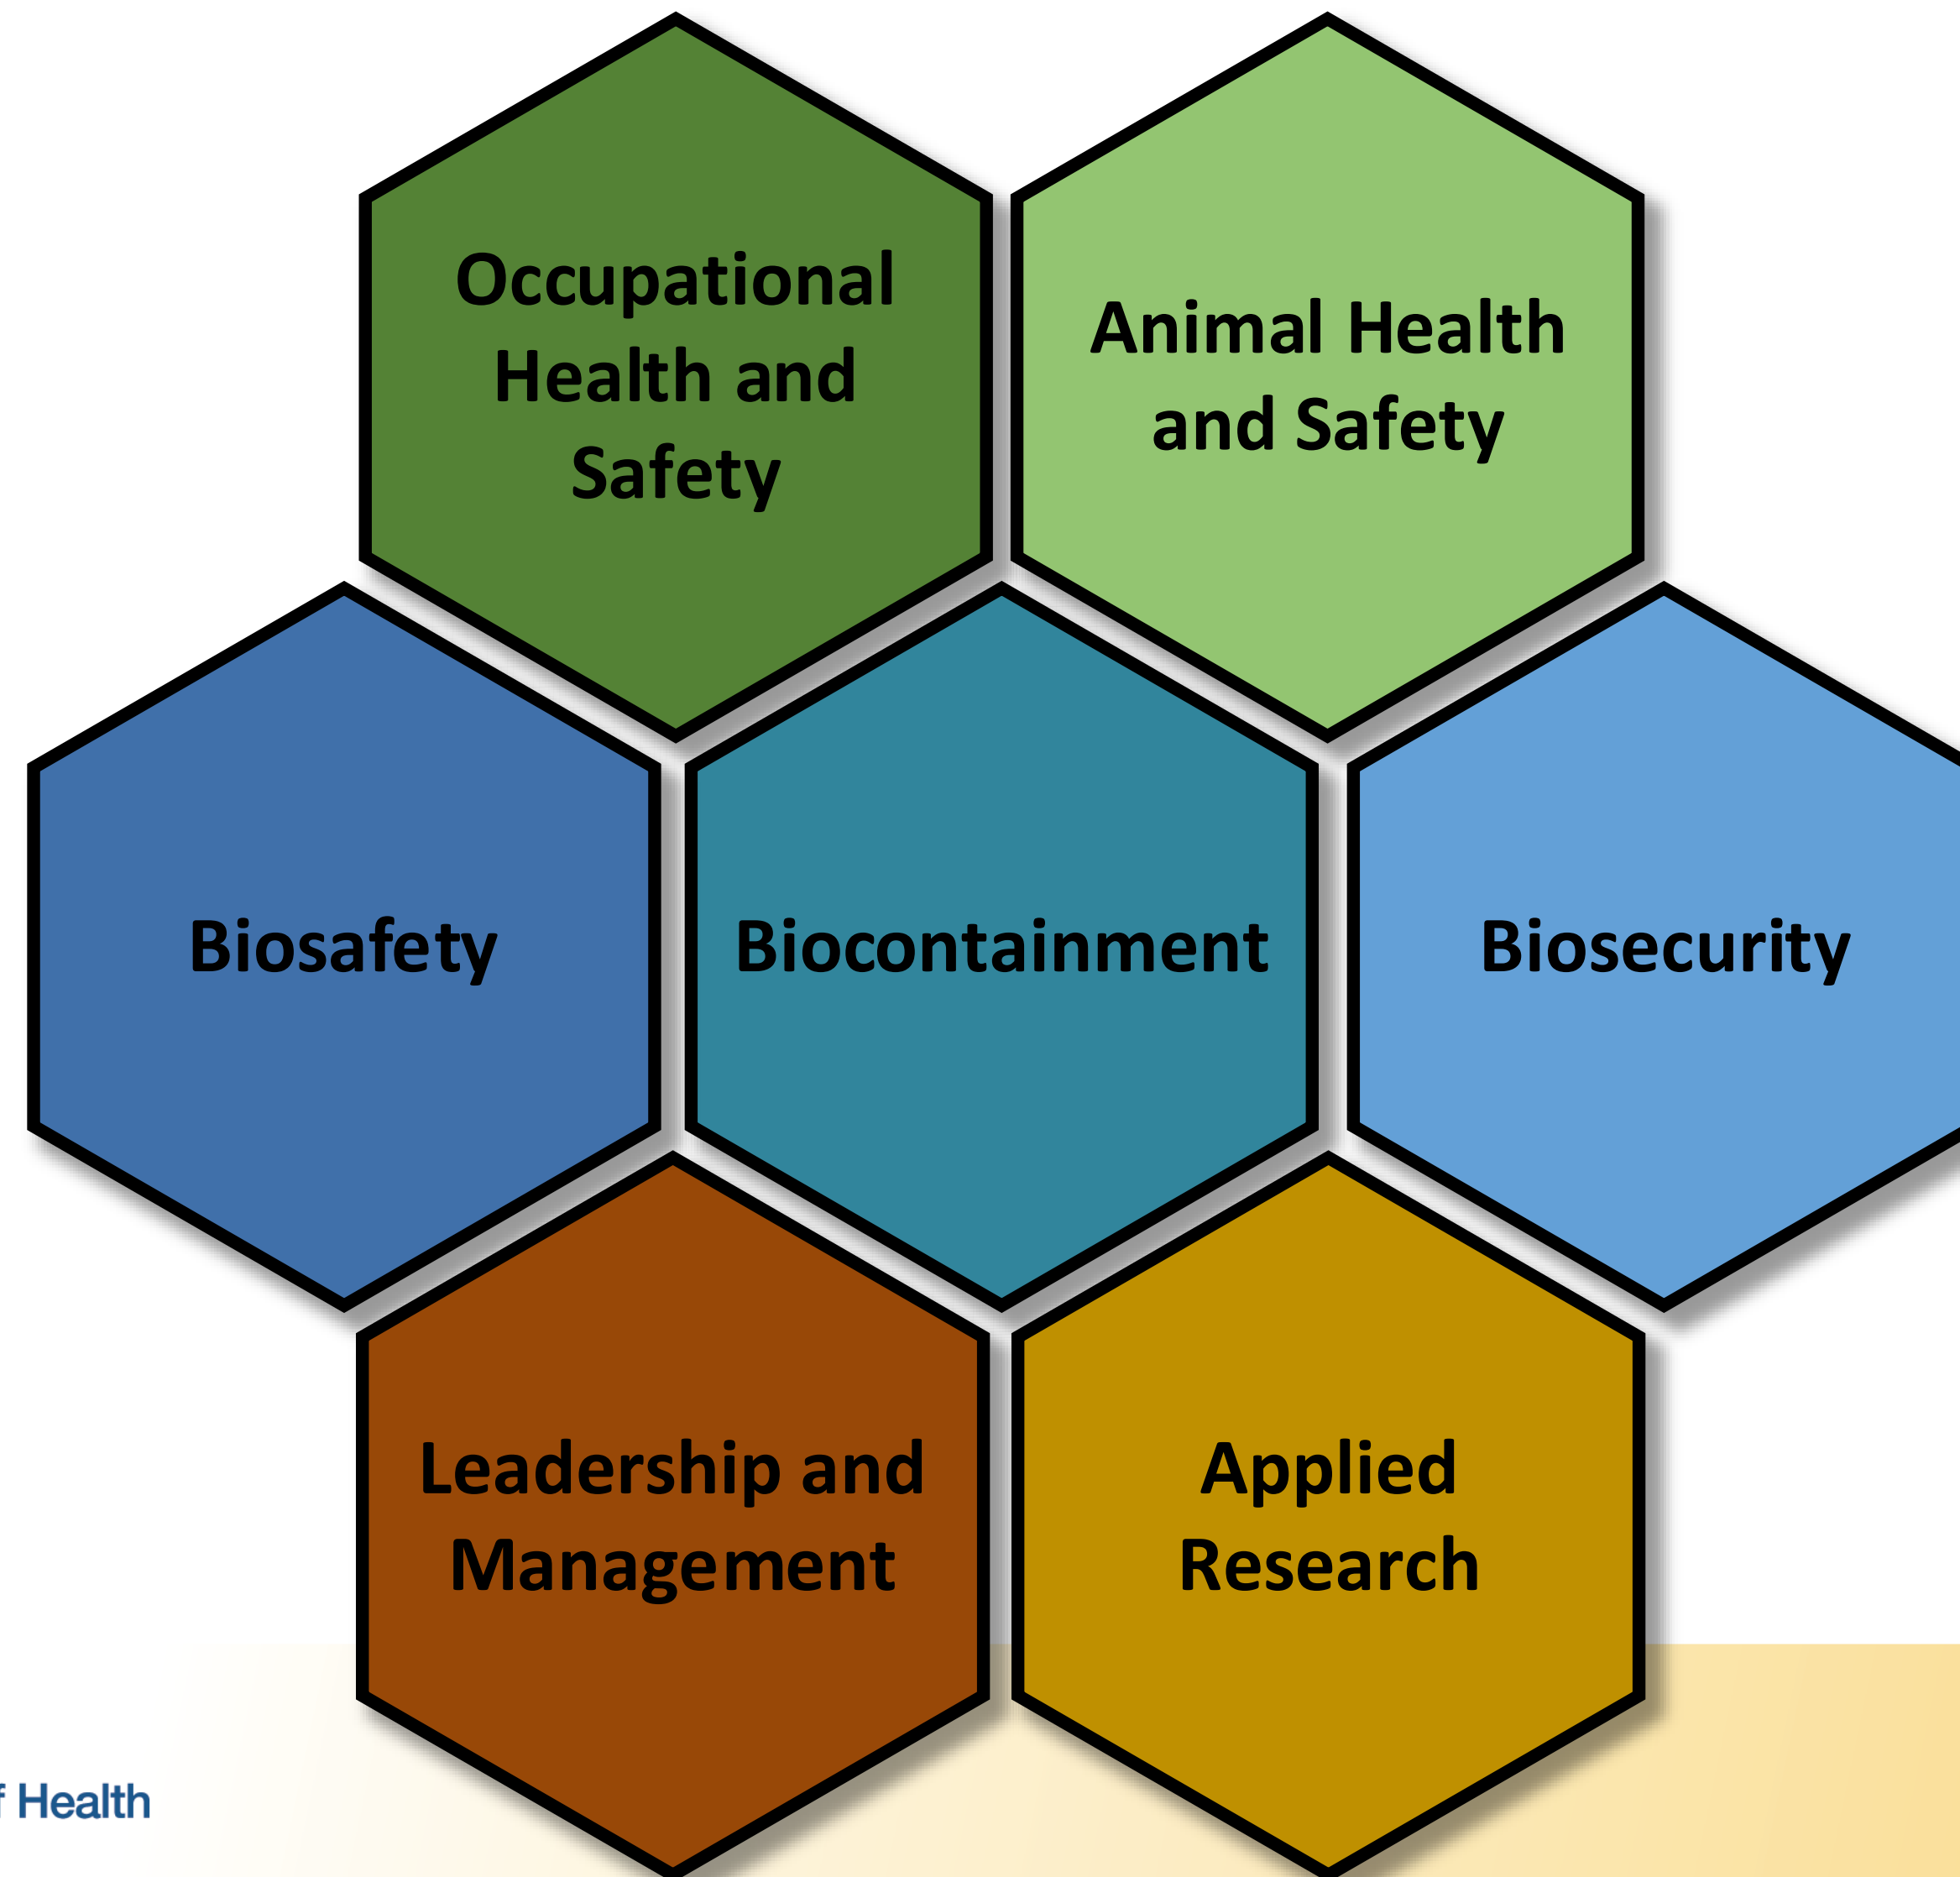 Occupational
Health and
Safety
Animal Health
and Safety
Biosafety
Biocontainment
Biosecurity
Leadership and
Management
Applied
Research
Health